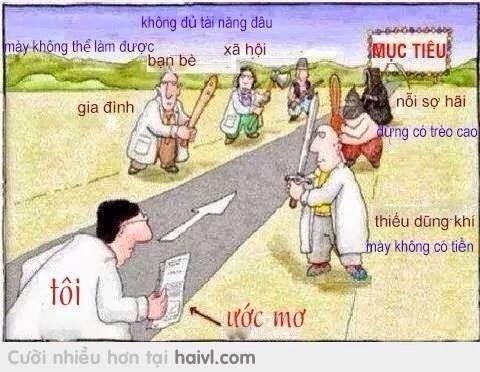 không đủ tài năng đâu
mày không thể làm được
bạn bè
xã hội
MỤC TIÊU
gia đình
nỗi sợ hãi
đừng có trèo cao
thiếu dũng khí
mày không có tiền
tôi
ước mơ
Cười nhiều hơn tại haivl.com